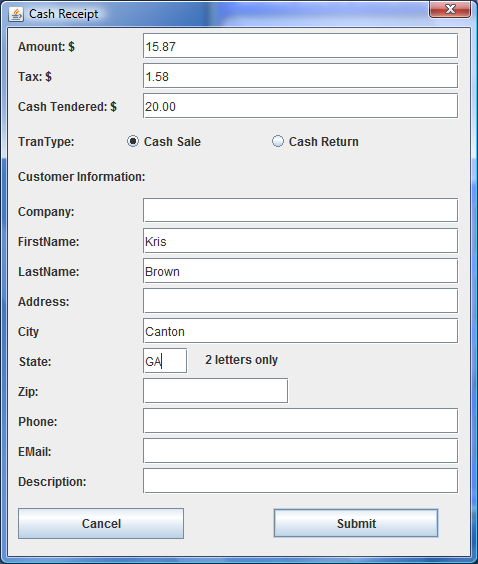 Cash Receipt
Amount: $ 15.87
Tax: $ 1.58
Cash Tendered: $ 20.00
TranType: Cash Sale Cash Return
Customer Information:
Company:
FirstName: Kris
LastName: Brown
Address:
City Canton
State: GA 2 letters only
Zip:
Phone:
EMail:
Description:
Cancel Submit